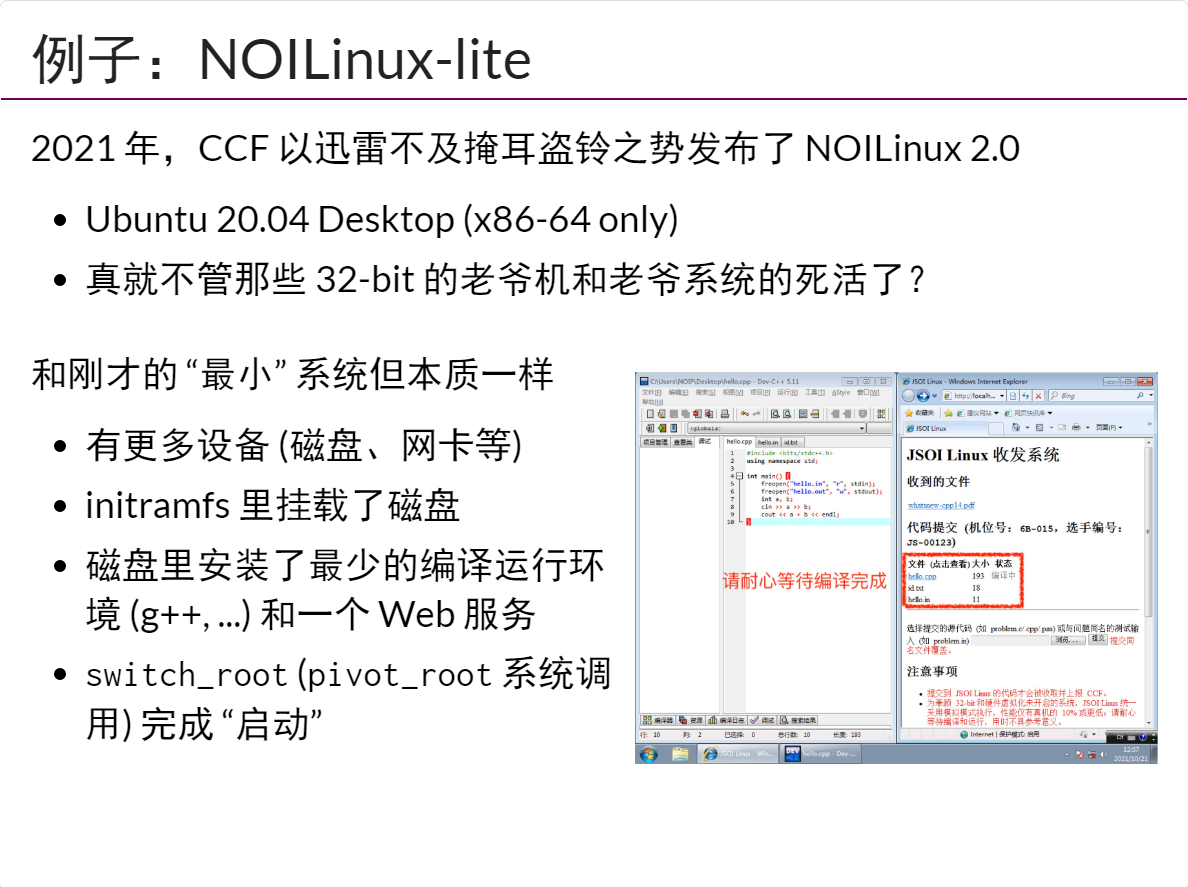 例子：NOILinux-lite
2021 年，CCF 以迅雷不及掩耳盗铃之势发布了 NOILinux 2.0
• Ubuntu 20.04 Desktop (x86-64 only)
• 真就不管那些 32-bit 的老爷机和老爷系统的死活了？
和刚才的 “最小” 系统但本质一样
• 有更多设备 (磁盘、网卡等)
• initramfs 里挂载了磁盘
• 磁盘里安装了最少的编译运行环
境 (g++, ...) 和一个 Web 服务
• switch_root (pivot_root 系统调
用) 完成 “启动”
C:\Users\NOIP\Desktop\hello.cpp - Dev-C++ 5.11
文件[F] 编辑[E] 搜索[S] 视图[V] 项目[P] 运行[R] 工具[T] AStyle 窗口[W]
帮助[H]
(globals)
项目管理 查看类 调试
hello.cpp hello.in id.txt
1 #include <bits/stdc++.h>
2 using namespace std;
3
4 int main() {
5 freopen("hello.in", "r", stdin);
6 freopen("hello.out", "w", stdout);
7 int a, b;
8 cin >> a >> b;
9 cout << a + b << endl;
10 }
请耐心等待编译完成
编译器 资源 编译日志 调试 搜索结果
行: 10 列: 2 已选择: 0 总行数: 10 长度: 193
JSOI Linux - Windows Internet Explorer
http://localh... Bing
收藏夹 建议网站 网页快讯库
JSOI Linux 页面(P)
JSOI Linux 收发系统
收到的文件
whatsnew-cpp14.pdf
代码提交 (机位号：6B-015，选手编号：
JS-00123)
文件 (点击查看) 大小 状态
hello.cpp 193 编译中
id.txt 18
hello.in 11
选择提交的源代码 (如 problem.c/.cpp/.pas) 或与问题同名的测试输
入 (如 problem.in) 浏览... 提交 提交同
名文件覆盖。
注意事项
• 提交到 JSOI Linux 的代码才会被收取并上报 CCF。
• 为兼顾 32-bit 和硬件虚拟化未开启的系统，JSOI Linux 统一
采用模拟模式执行，性能仅有真机的 10% 或更低；请耐心
等待编译和运行，用时不具参考意义。
Internet | 保护模式: 启用
JSOI Linux - Win... hello.cpp - Dev-...
CH
12:57
2021/10/21